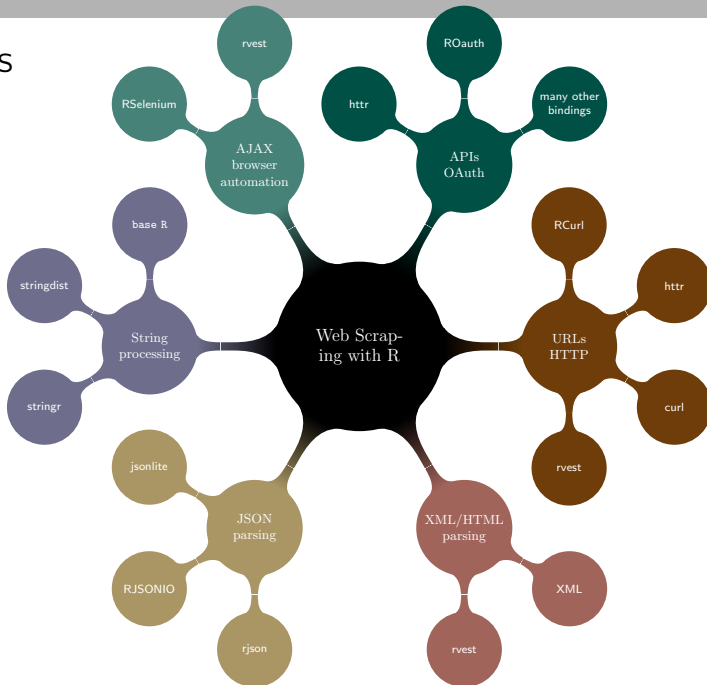 s
rvest
ROauth
RSelenium
httr
many other
bindings
AJAX
browser
automation
APIs
OAuth
base R
RCurl
stringdist
httr
String
processing
Web Scrap-
ing with R
URLs
HTTP
stringr
curl
jsonlite
rvest
JSON
parsing
XML/HTML
parsing
RJSONIO
XML
rjson
rvest